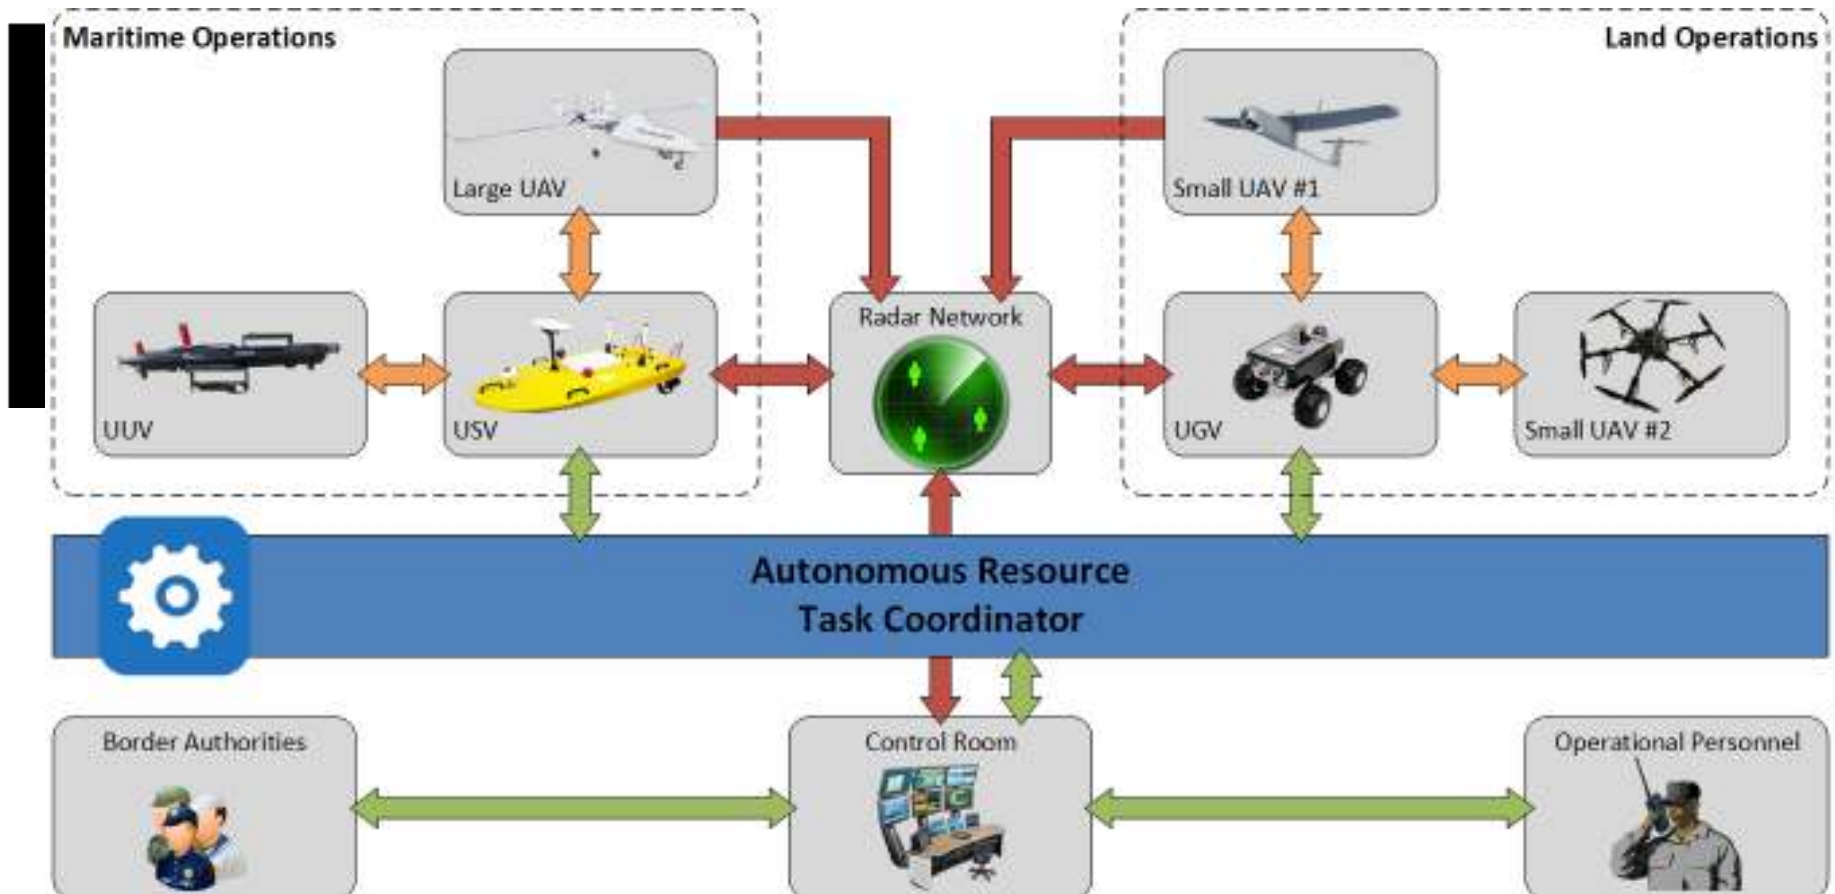 Maritime Operations
Land Operations
Large UAV
Small UAV #1
Radar Network
UUV
USV
UGV
Small UAV #2
Autonomous Resource
Task Coordinator
Border Authorities
Control Room
Operational Personnel